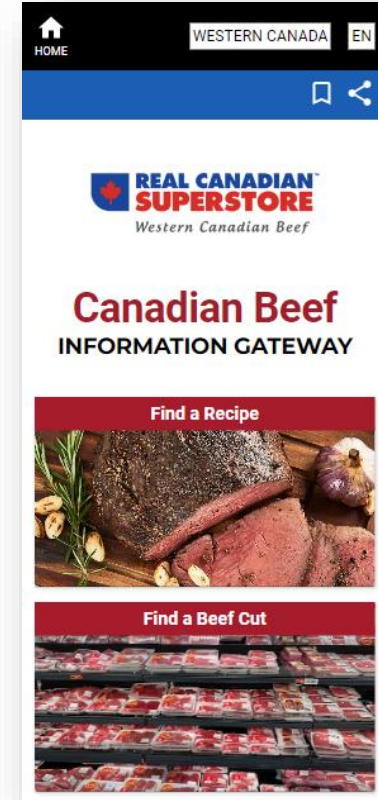 HOME
WESTERN CANADA
EN
REAL CANADIAN™
SUPERSTORE
Western Canadian Beef
Canadian Beef
INFORMATION GATEWAY
Find a Recipe
Find a Beef Cut